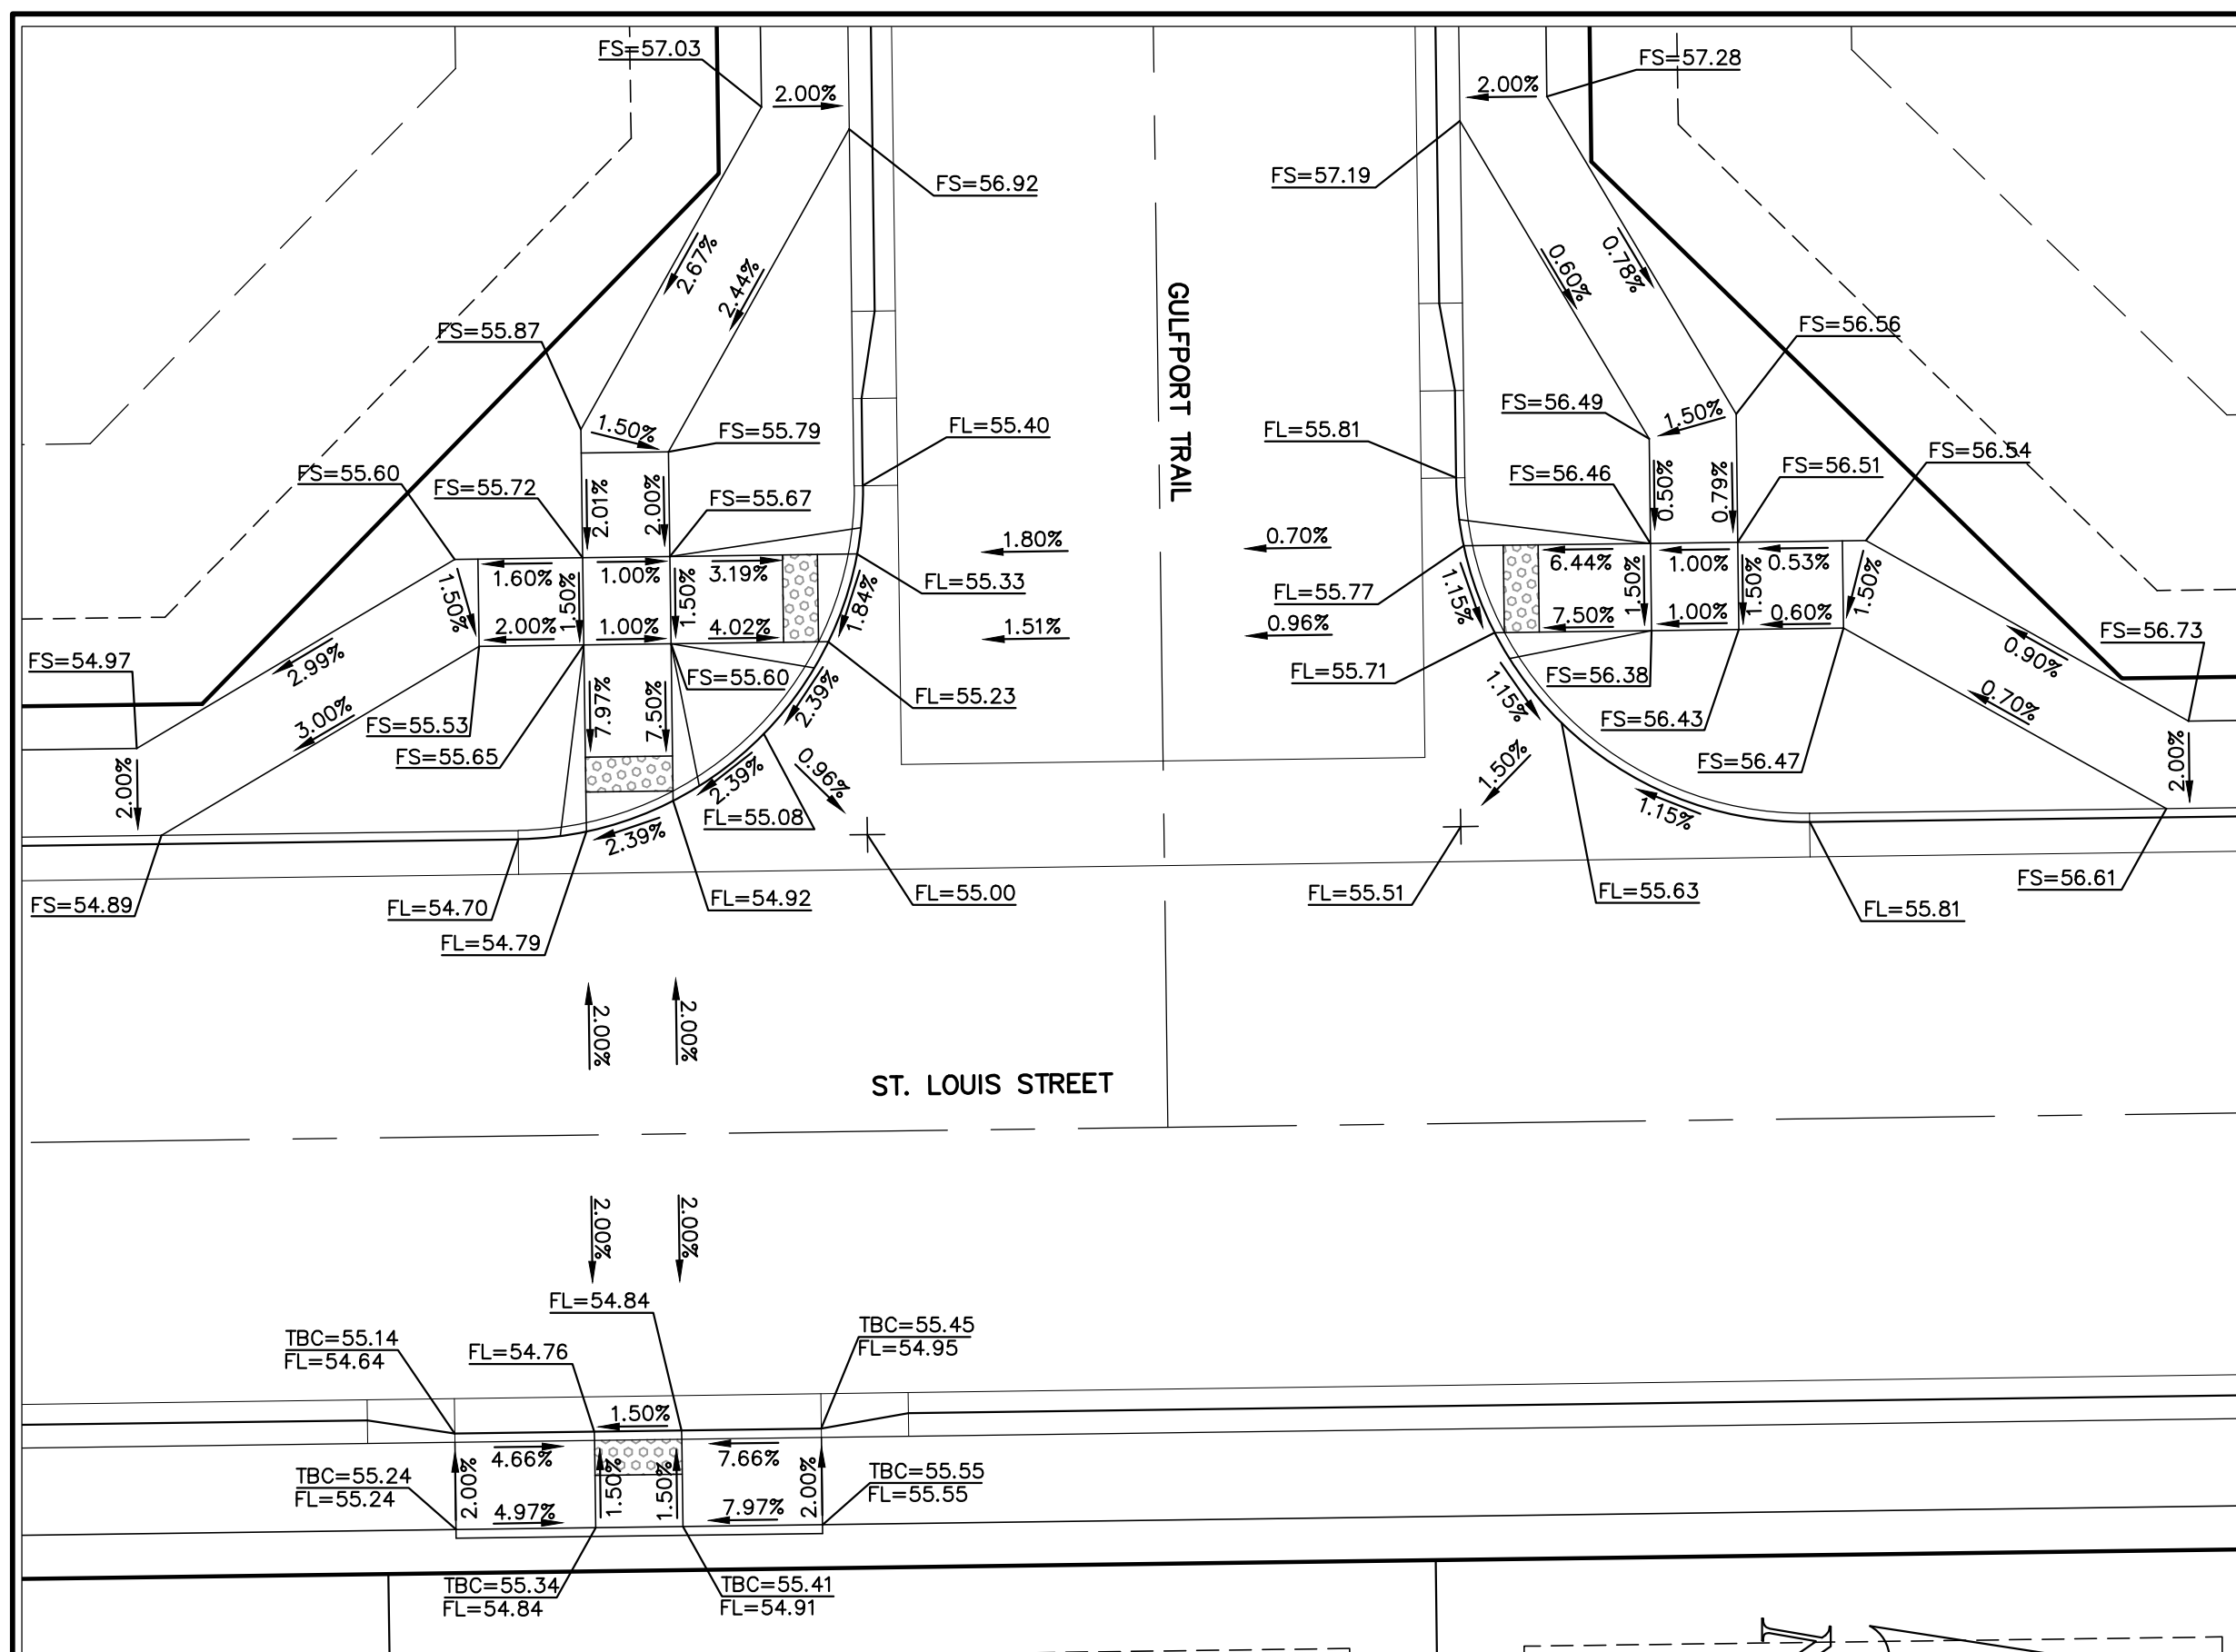 FS=57.03
2.00%
2.00%
FS=57.28
FS=56.92
FS=57.19
2.67%
2.44%
0.60%
0.78%
GULFPORT TRAIL
FS=55.87
FS=56.56
1.50%
FS=55.79
FL=55.40
FL=55.81
FS=56.49
1.50%
FS=55.60
FS=55.72
2.01%
2.00%
FS=55.67
FS=56.46
0.50%
0.79%
FS=56.51
FS=56.54
1.80%
0.70%
1.50%
1.60%
1.50%
1.00%
1.50%
3.19%
1.84%
FL=55.33
FL=55.77
1.15%
6.44%
1.50%
1.00%
1.50%
0.53%
1.50%
2.00%
1.00%
4.02%
1.51%
0.96%
7.50%
1.00%
0.60%
FS=54.97
2.99%
3.00%
FS=55.53
FS=55.65
7.97%
7.50%
FS=55.60
2.39%
FL=55.23
FL=55.71
1.15%
FS=56.38
FS=56.43
FS=56.47
0.90%
0.70%
FS=56.73
2.00%
2.39%
0.96%
FL=55.08
2.39%
1.50%
1.15%
2.00%
FS=54.89
FL=54.70
FL=54.79
FL=54.92
FL=55.00
FL=55.51
FL=55.63
FL=55.81
FS=56.61
2.00%
2.00%
ST. LOUIS STREET
2.00%
2.00%
FL=54.84
TBC=55.14
FL=54.64
FL=54.76
TBC=55.45
FL=54.95
1.50%
4.66%
7.66%
TBC=55.24
FL=55.24
2.00%
1.50%
1.50%
2.00%
TBC=55.55
FL=55.55
4.97%
7.97%
TBC=55.34
FL=54.84
TBC=55.41
FL=54.91